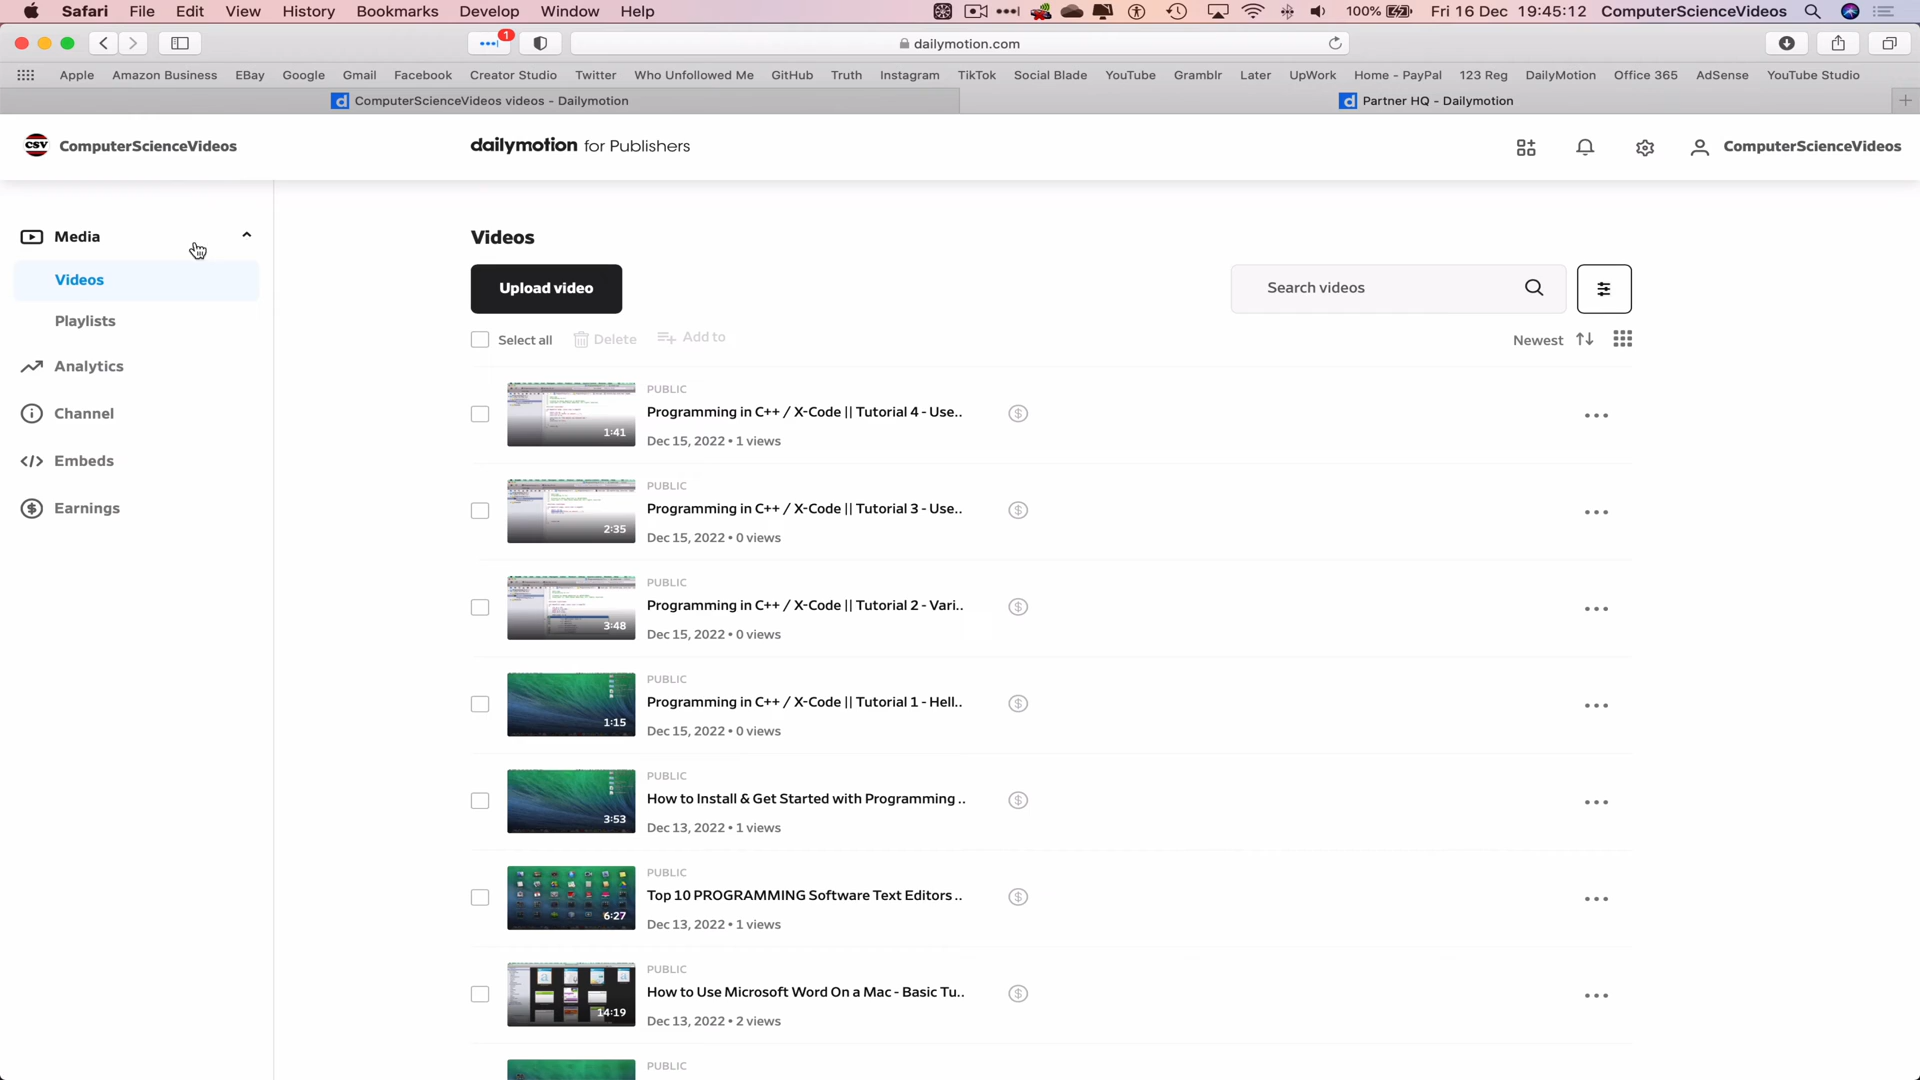 Safari File Edit View History Bookmarks Develop Window Help 100% Fri 16 Dec 19:45:12 ComputerScienceVideos
1 dailymotion.com
Apple Amazon Business EBay Google Gmail Facebook Creator Studio Twitter Who Unfollowed Me GitHub Truth Instagram TikTok Social Blade YouTube Gramblr Later UpWork Home - PayPal 123 Reg DailyMotion Office 365 AdSense YouTube Studio
d ComputerScienceVideos videos - Dailymotion d Partner HQ - Dailymotion
CSV ComputerScienceVideos dailymotion for Publishers ComputerScienceVideos
Media
Videos
Playlists
Analytics
Channel
Embeds
Earnings
Videos
Upload video Search videos
Select all Delete Add to Newest
PUBLIC
Programming in C++ / X-Code || Tutorial 4 - Use..
1:41
Dec 15, 2022 • 1 views
PUBLIC
Programming in C++ / X-Code || Tutorial 3 - Use..
2:35
Dec 15, 2022 • 0 views
PUBLIC
Programming in C++ / X-Code || Tutorial 2 - Vari..
3:48
Dec 15, 2022 • 0 views
PUBLIC
Programming in C++ / X-Code || Tutorial 1 - Hell..
1:15
Dec 15, 2022 • 0 views
PUBLIC
How to Install & Get Started with Programming ..
3:53
Dec 13, 2022 • 1 views
PUBLIC
Top 10 PROGRAMMING Software Text Editors ..
6:27
Dec 13, 2022 • 1 views
PUBLIC
How to Use Microsoft Word On a Mac - Basic Tu..
14:19
Dec 13, 2022 • 2 views
PUBLIC